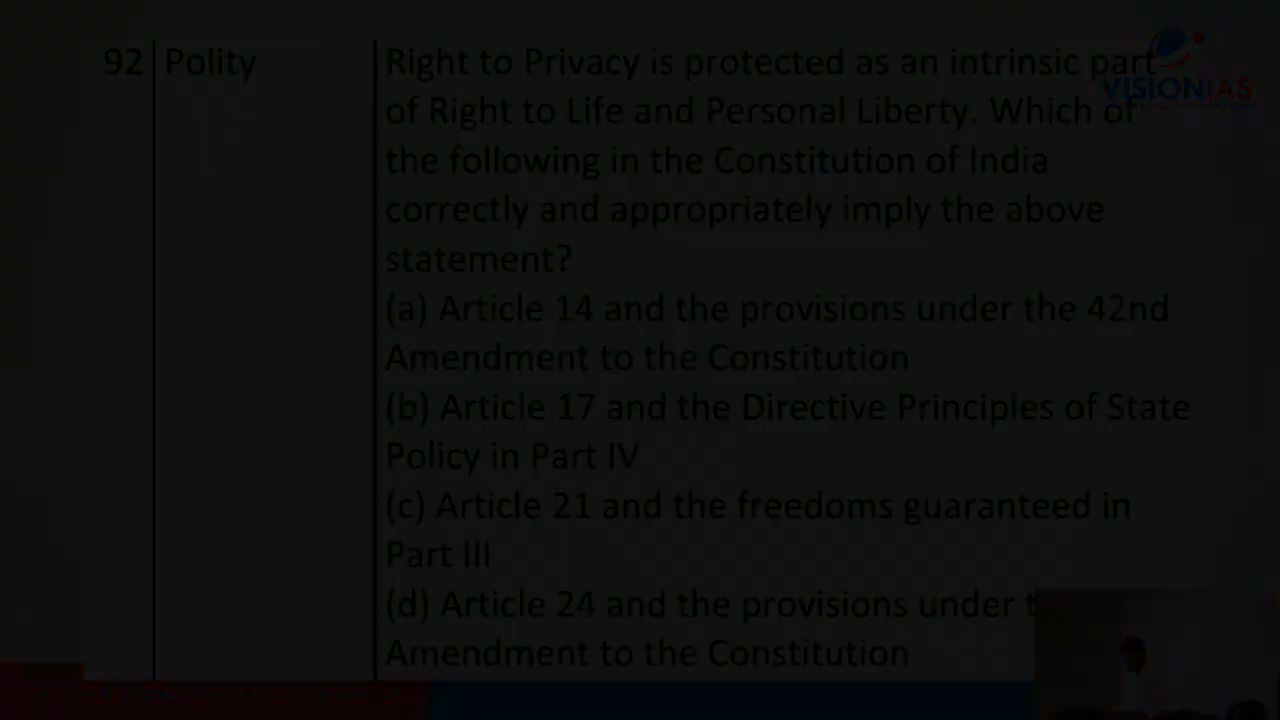 92 Polity Right to Privacy is protected as an intrinsic part
VISIONIAS
of Right to Life and Personal Liberty. Which of
the following in the Constitution of India
correctly and appropriately imply the above
statement?
(a) Article 14 and the provisions under the 42nd
Amendment to the Constitution
(b) Article 17 and the Directive Principles of State
Policy in Part IV
(c) Article 21 and the freedoms guaranteed in
Part III
(d) Article 24 and the provisions under
Amendment to the Constitution